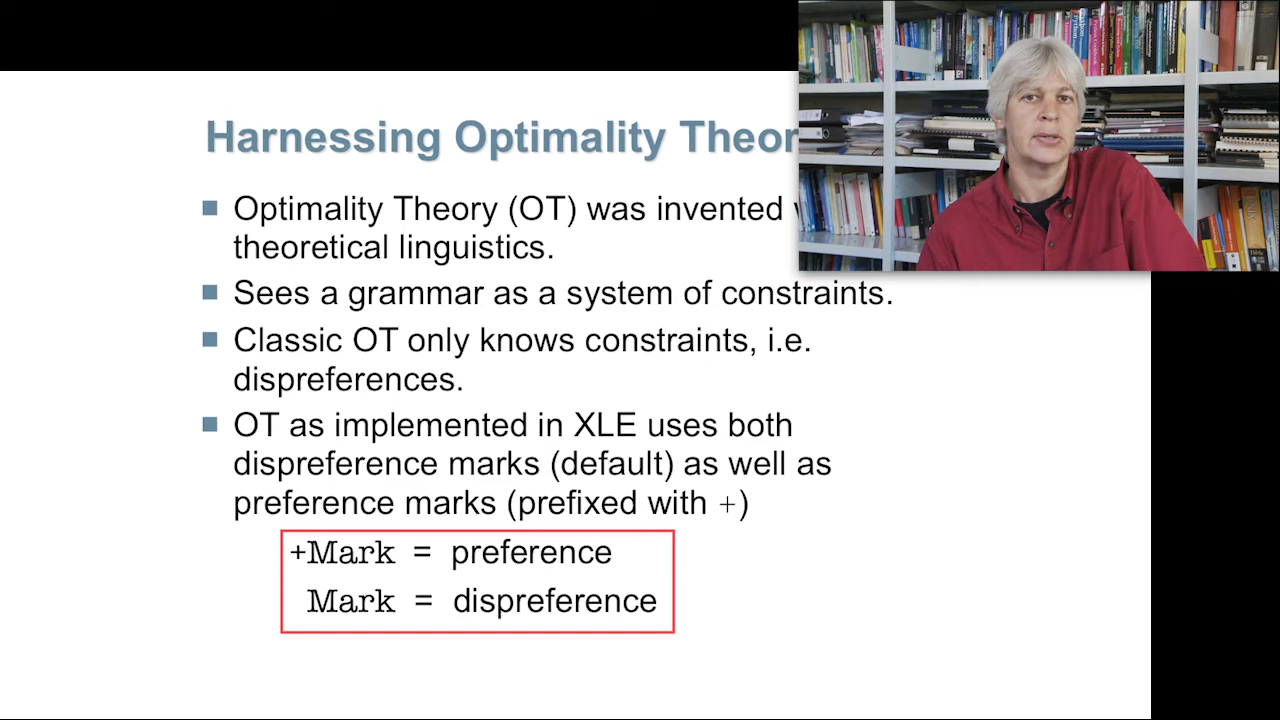 Harnessing Optimality
Optimality Theory (OT) was invented
theoretical linguistics.
Sees a grammar as a system of constraints.
Classic OT only knows constraints, i.e.
dispreferences.
OT as implemented in XLE uses both
dispreference marks (default) as well as
preference marks (prefixed with +)
+Mark = preference
Mark = dispreference